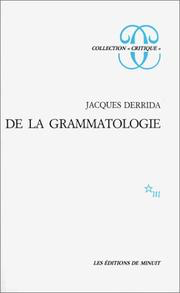 COLLECTION « CRITIQUE »
JACQUES DERRIDA
DE LA GRAMMATOLOGIE
LES ÉDITIONS DE MINUIT